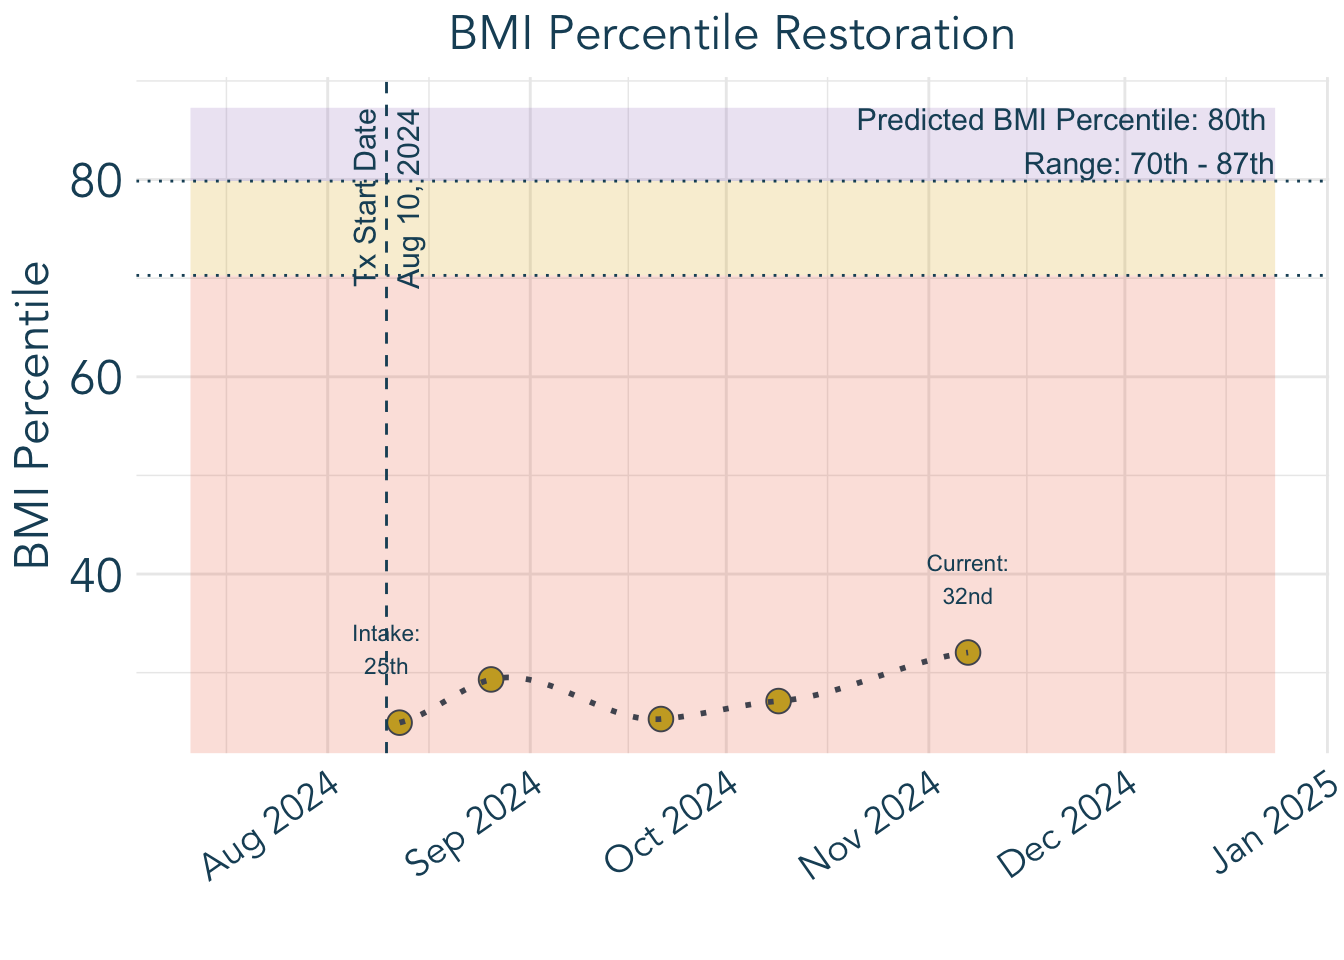 BMI Percentile Restoration
Predicted BMI Percentile: 80th
Range: 70th - 87th
Tx Start Date
Aug 10, 2024
BMI Percentile
80
60
40
Intake:
25th
Current:
32nd
Aug 2024
Sep 2024
Oct 2024
Nov 2024
Dec 2024
Jan 2025